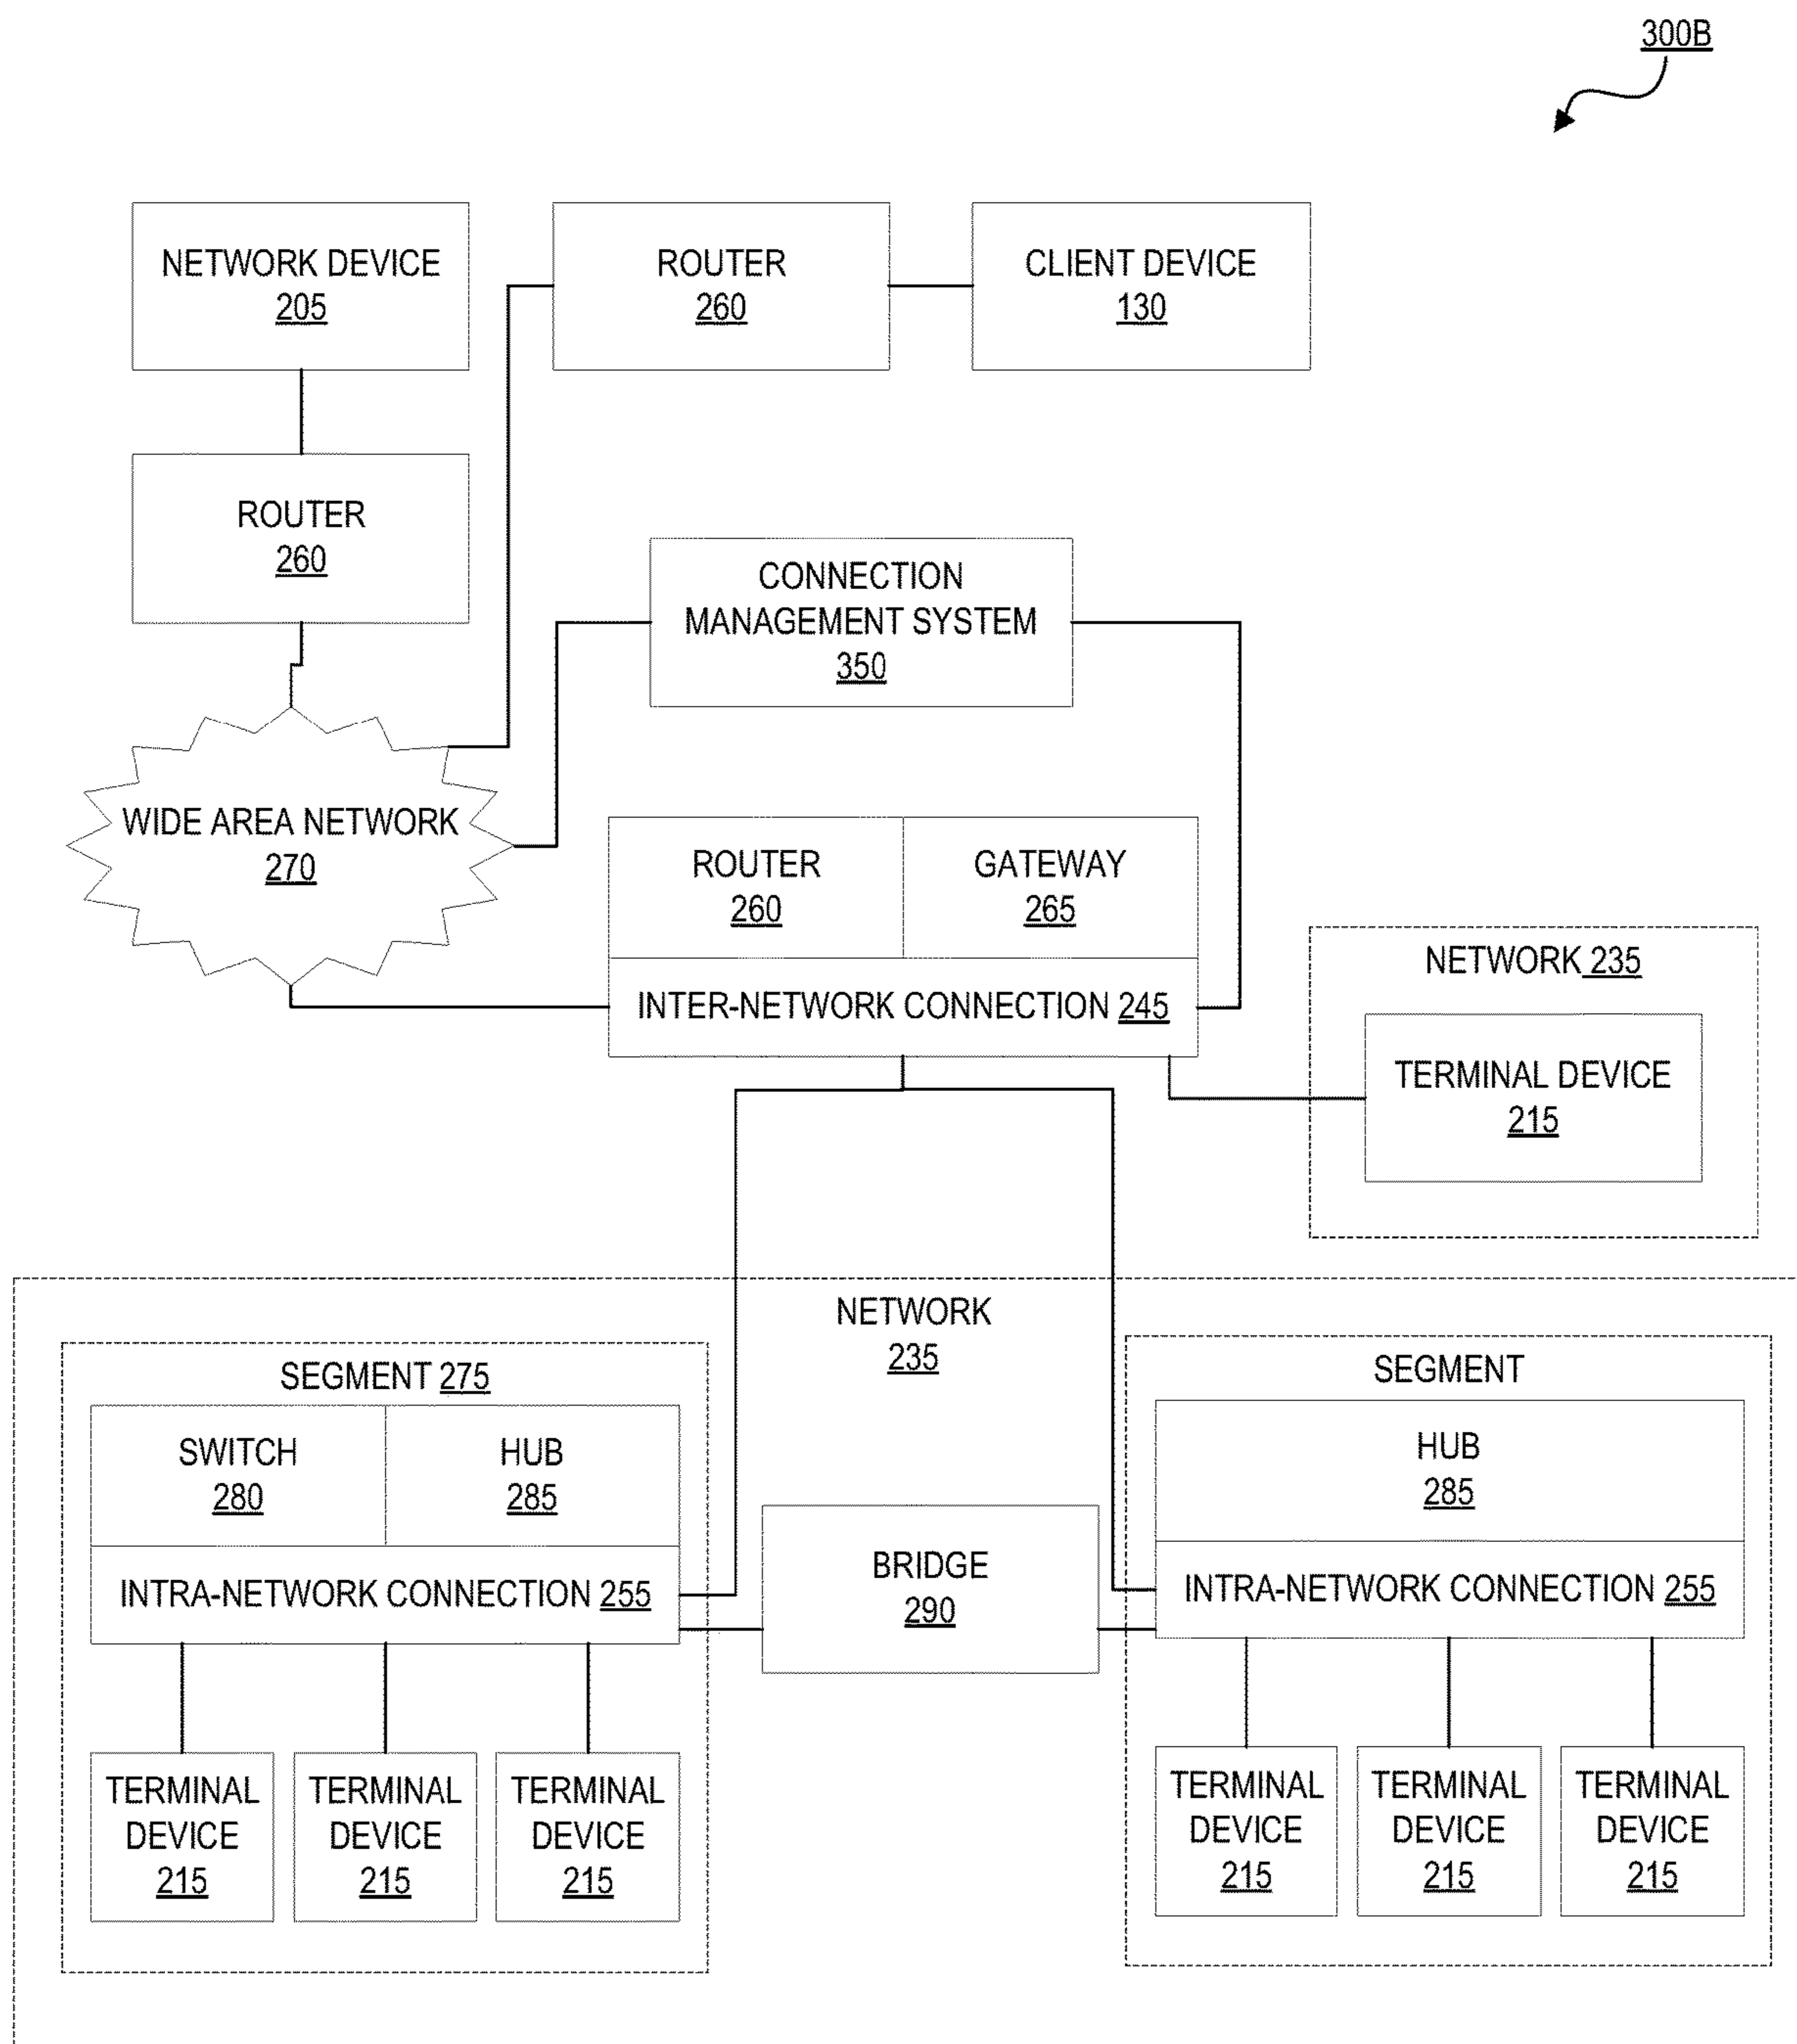 300B
NETWORK DEVICE
205
ROUTER
260
CLIENT DEVICE
130
ROUTER
260
CONNECTION
MANAGEMENT SYSTEM
350
WIDE AREA NETWORK
270
ROUTER
260
GATEWAY
265
INTER-NETWORK CONNECTION 245
NETWORK 235
TERMINAL DEVICE
215
NETWORK
235
SEGMENT 275
SWITCH
280
HUB
285
INTRA-NETWORK CONNECTION 255
BRIDGE
290
SEGMENT
HUB
285
INTRA-NETWORK CONNECTION 255
TERMINAL
DEVICE
215
TERMINAL
DEVICE
215
TERMINAL
DEVICE
215
TERMINAL
DEVICE
215
TERMINAL
DEVICE
215
TERMINAL
DEVICE
215